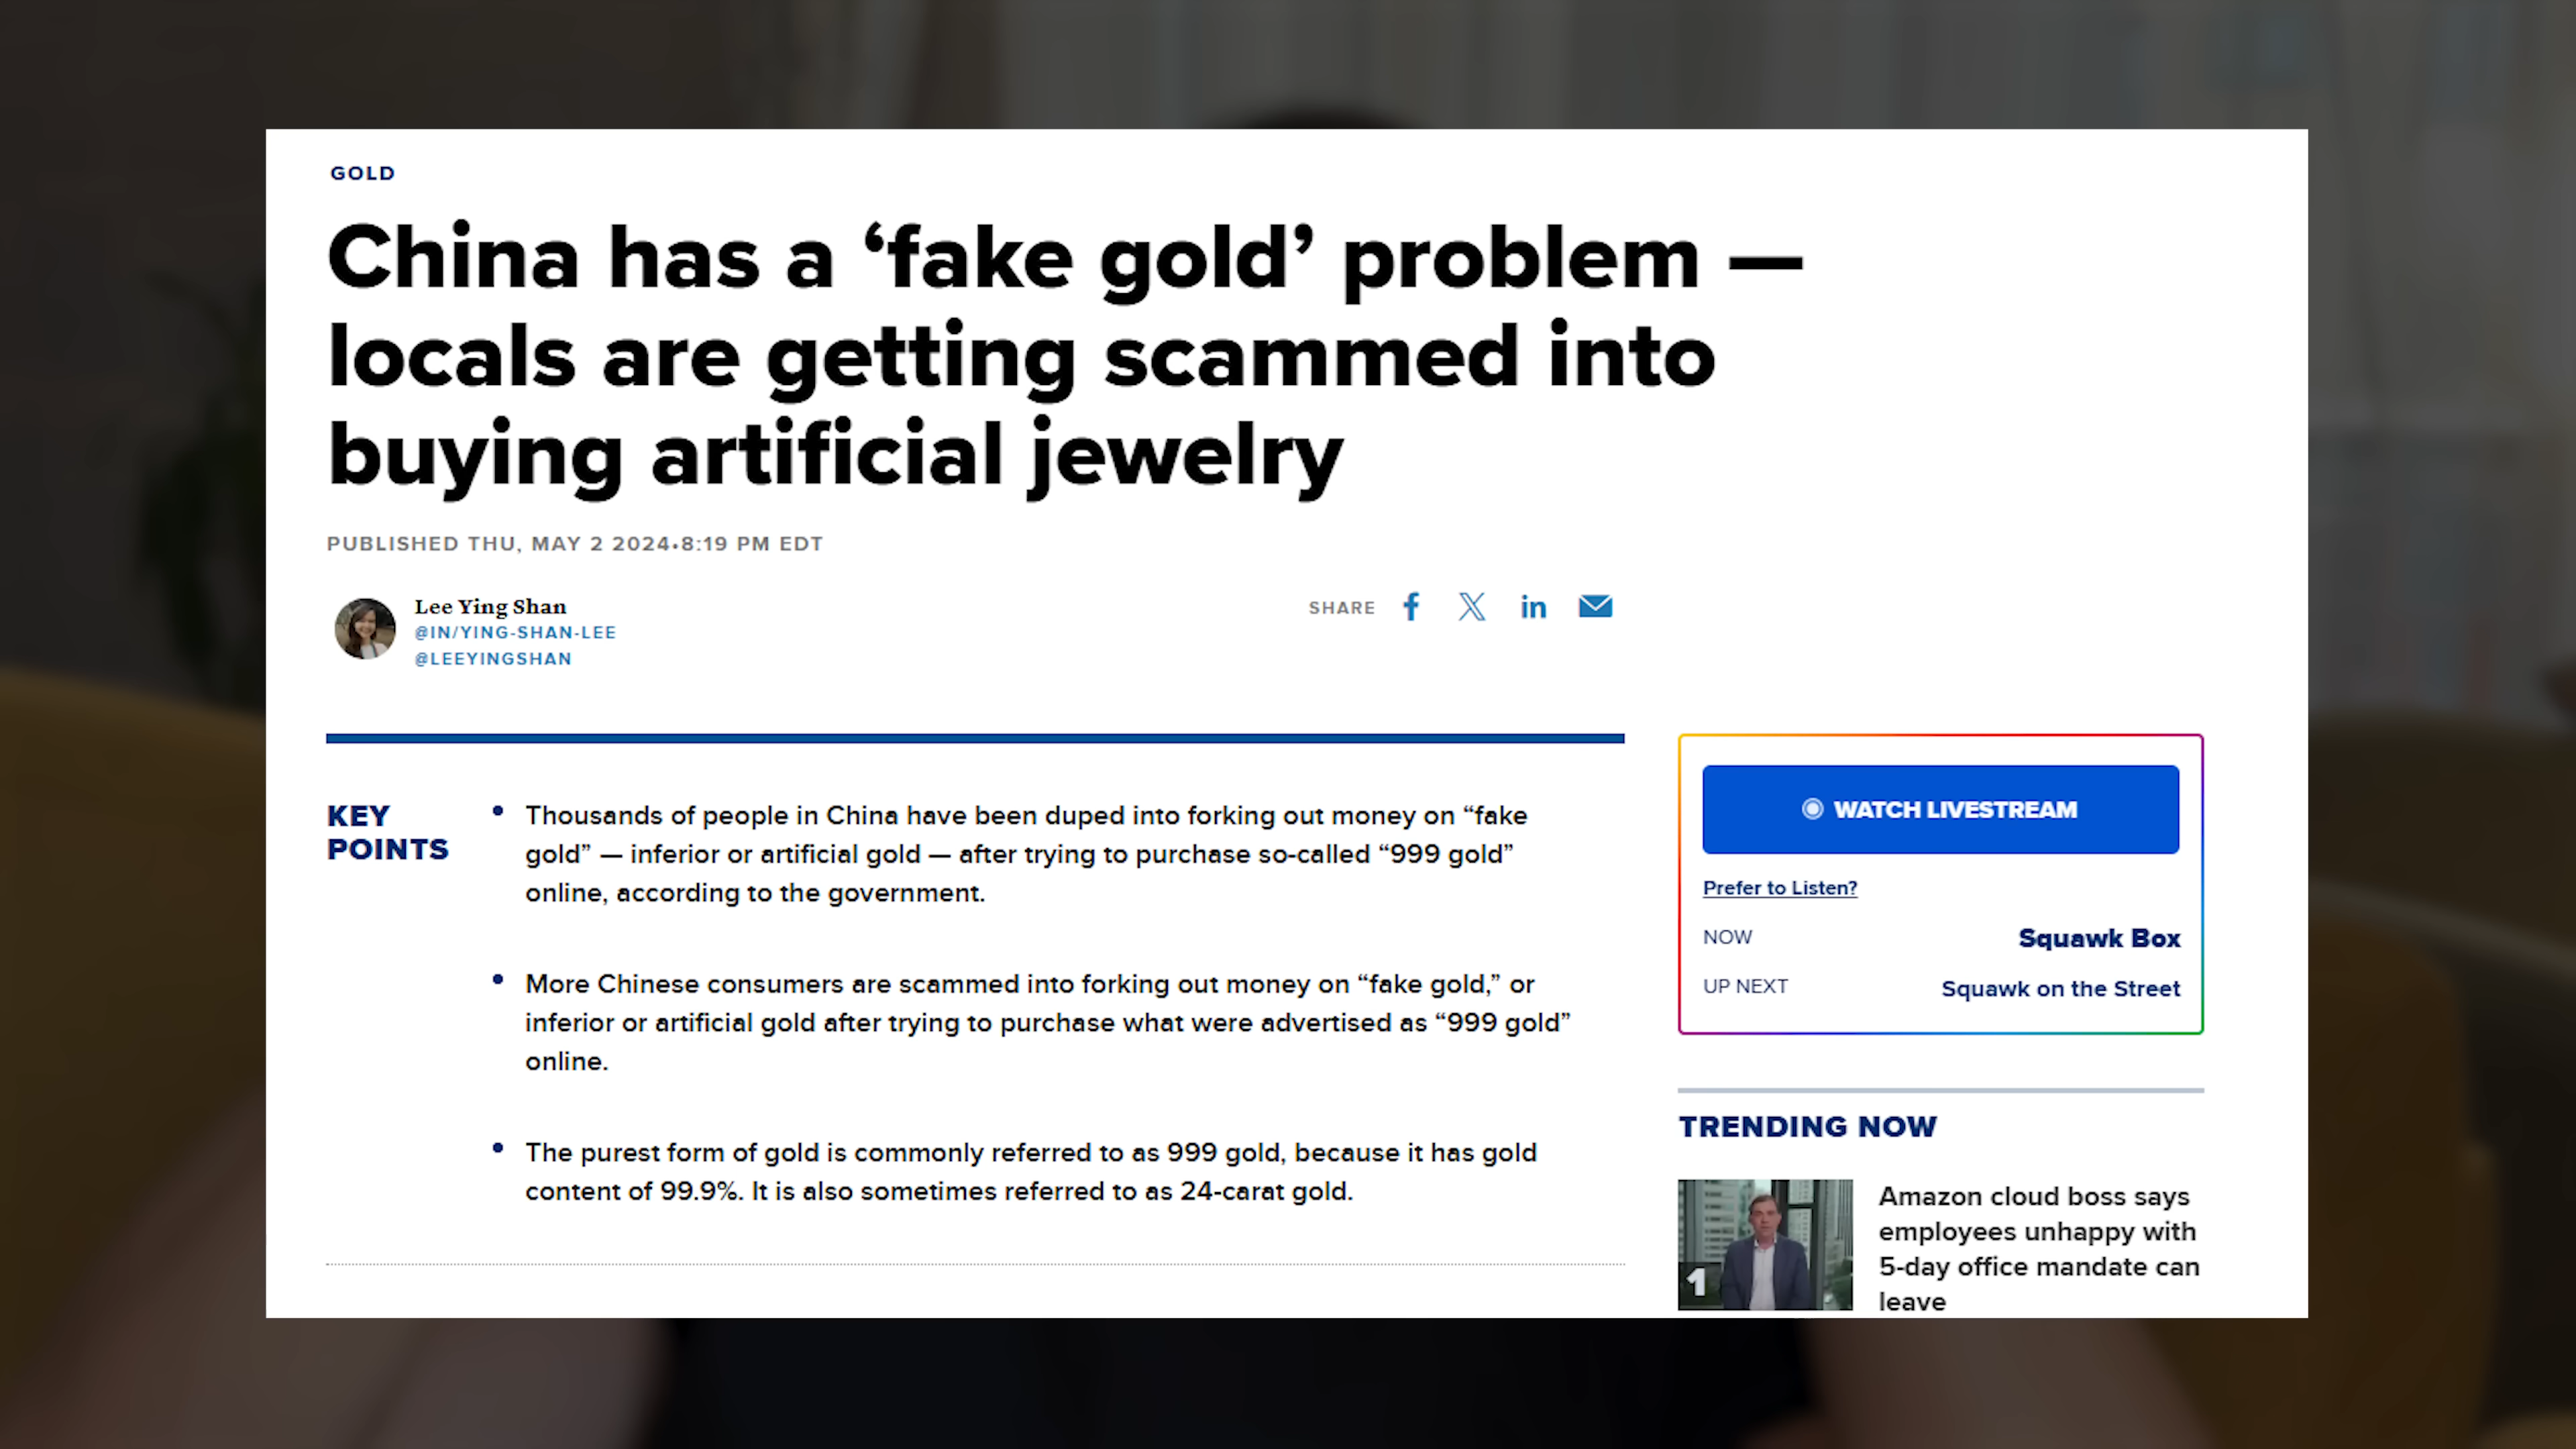 GOLD
China has a ‘fake gold’ problem —
locals are getting scammed into
buying artificial jewelry
PUBLISHED THU, MAY 2 2024•8:19 PM EDT
Lee Ying Shan
@IN/YING-SHAN-LEE
@LEEYINGSHAN
SHARE
KEY
POINTS
Thousands of people in China have been duped into forking out money on “fake
gold” — inferior or artificial gold — after trying to purchase so-called “999 gold”
online, according to the government.
More Chinese consumers are scammed into forking out money on “fake gold,” or
inferior or artificial gold after trying to purchase what were advertised as “999 gold”
online.
The purest form of gold is commonly referred to as 999 gold, because it has gold
content of 99.9%. It is also sometimes referred to as 24-carat gold.
WATCH LIVESTREAM
Prefer to Listen?
NOW Squawk Box
UP NEXT Squawk on the Street
TRENDING NOW
1
Amazon cloud boss says
employees unhappy with
5-day office mandate can
leave